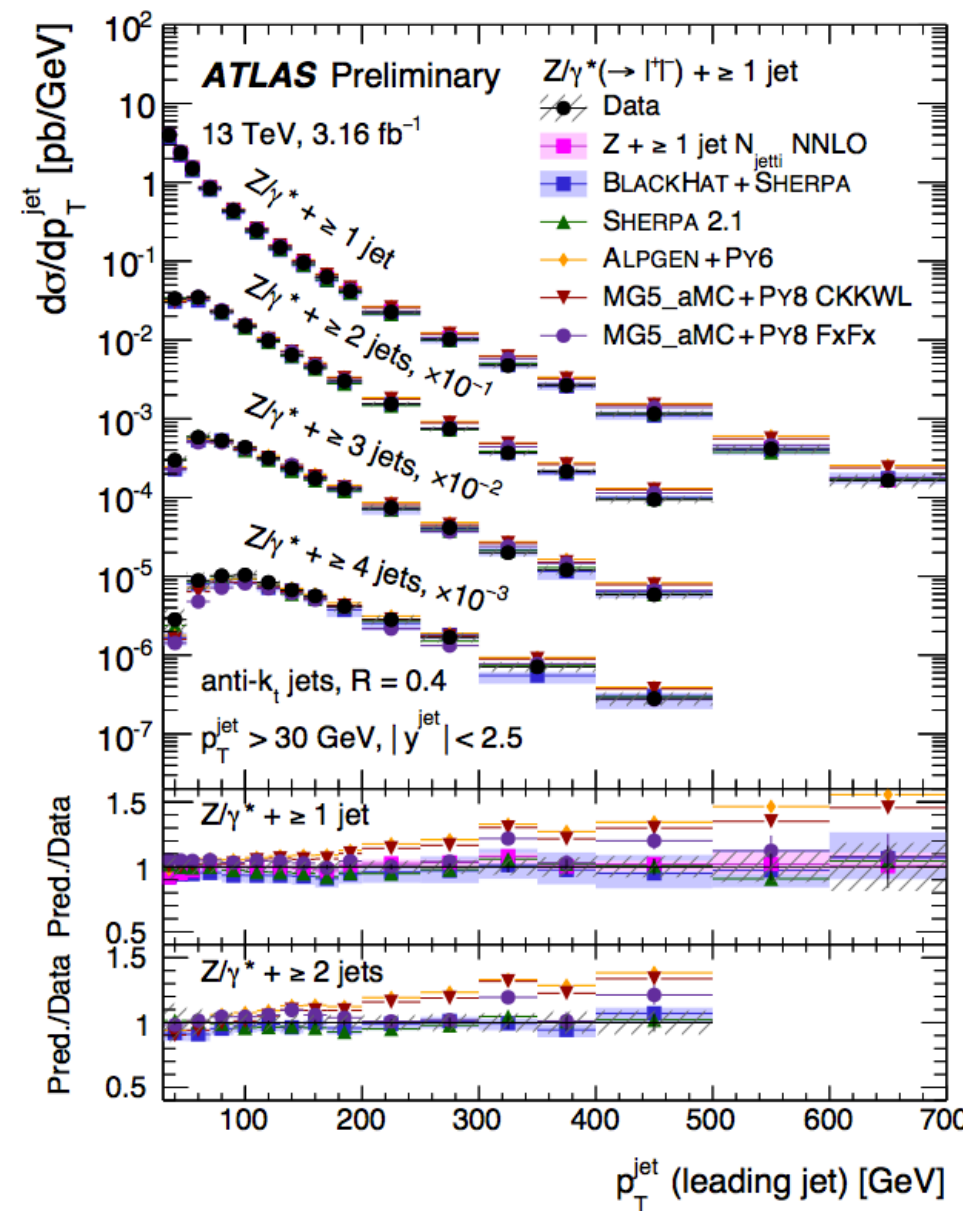 dσ/dp_T^jet [pb/GeV]
10²
10
1
10⁻¹
10⁻²
10⁻³
10⁻⁴
10⁻⁵
10⁻⁶
10⁻⁷
ATLAS Preliminary
13 TeV, 3.16 fb⁻¹
Z/γ*(→ l⁺l⁻) + ≥ 1 jet
Data
Z + ≥ 1 jet N_jetti NNLO
BLACKHAT + SHERPA
SHERPA 2.1
ALPGEN + PY6
MG5_aMC + PY8 CKKWL
MG5_aMC + PY8 FxFx
Z/γ* + ≥ 1 jet
Z/γ* + ≥ 2 jets, ×10⁻¹
Z/γ* + ≥ 3 jets, ×10⁻²
Z/γ* + ≥ 4 jets, ×10⁻³
anti-k_t jets, R = 0.4
p_T^jet > 30 GeV, |y^jet| < 2.5
Pred./Data
1.5
1
0.5
Z/γ* + ≥ 1 jet
Pred./Data
1.5
1
0.5
Z/γ* + ≥ 2 jets
100 200 300 400 500 600 700
p_T^jet (leading jet) [GeV]